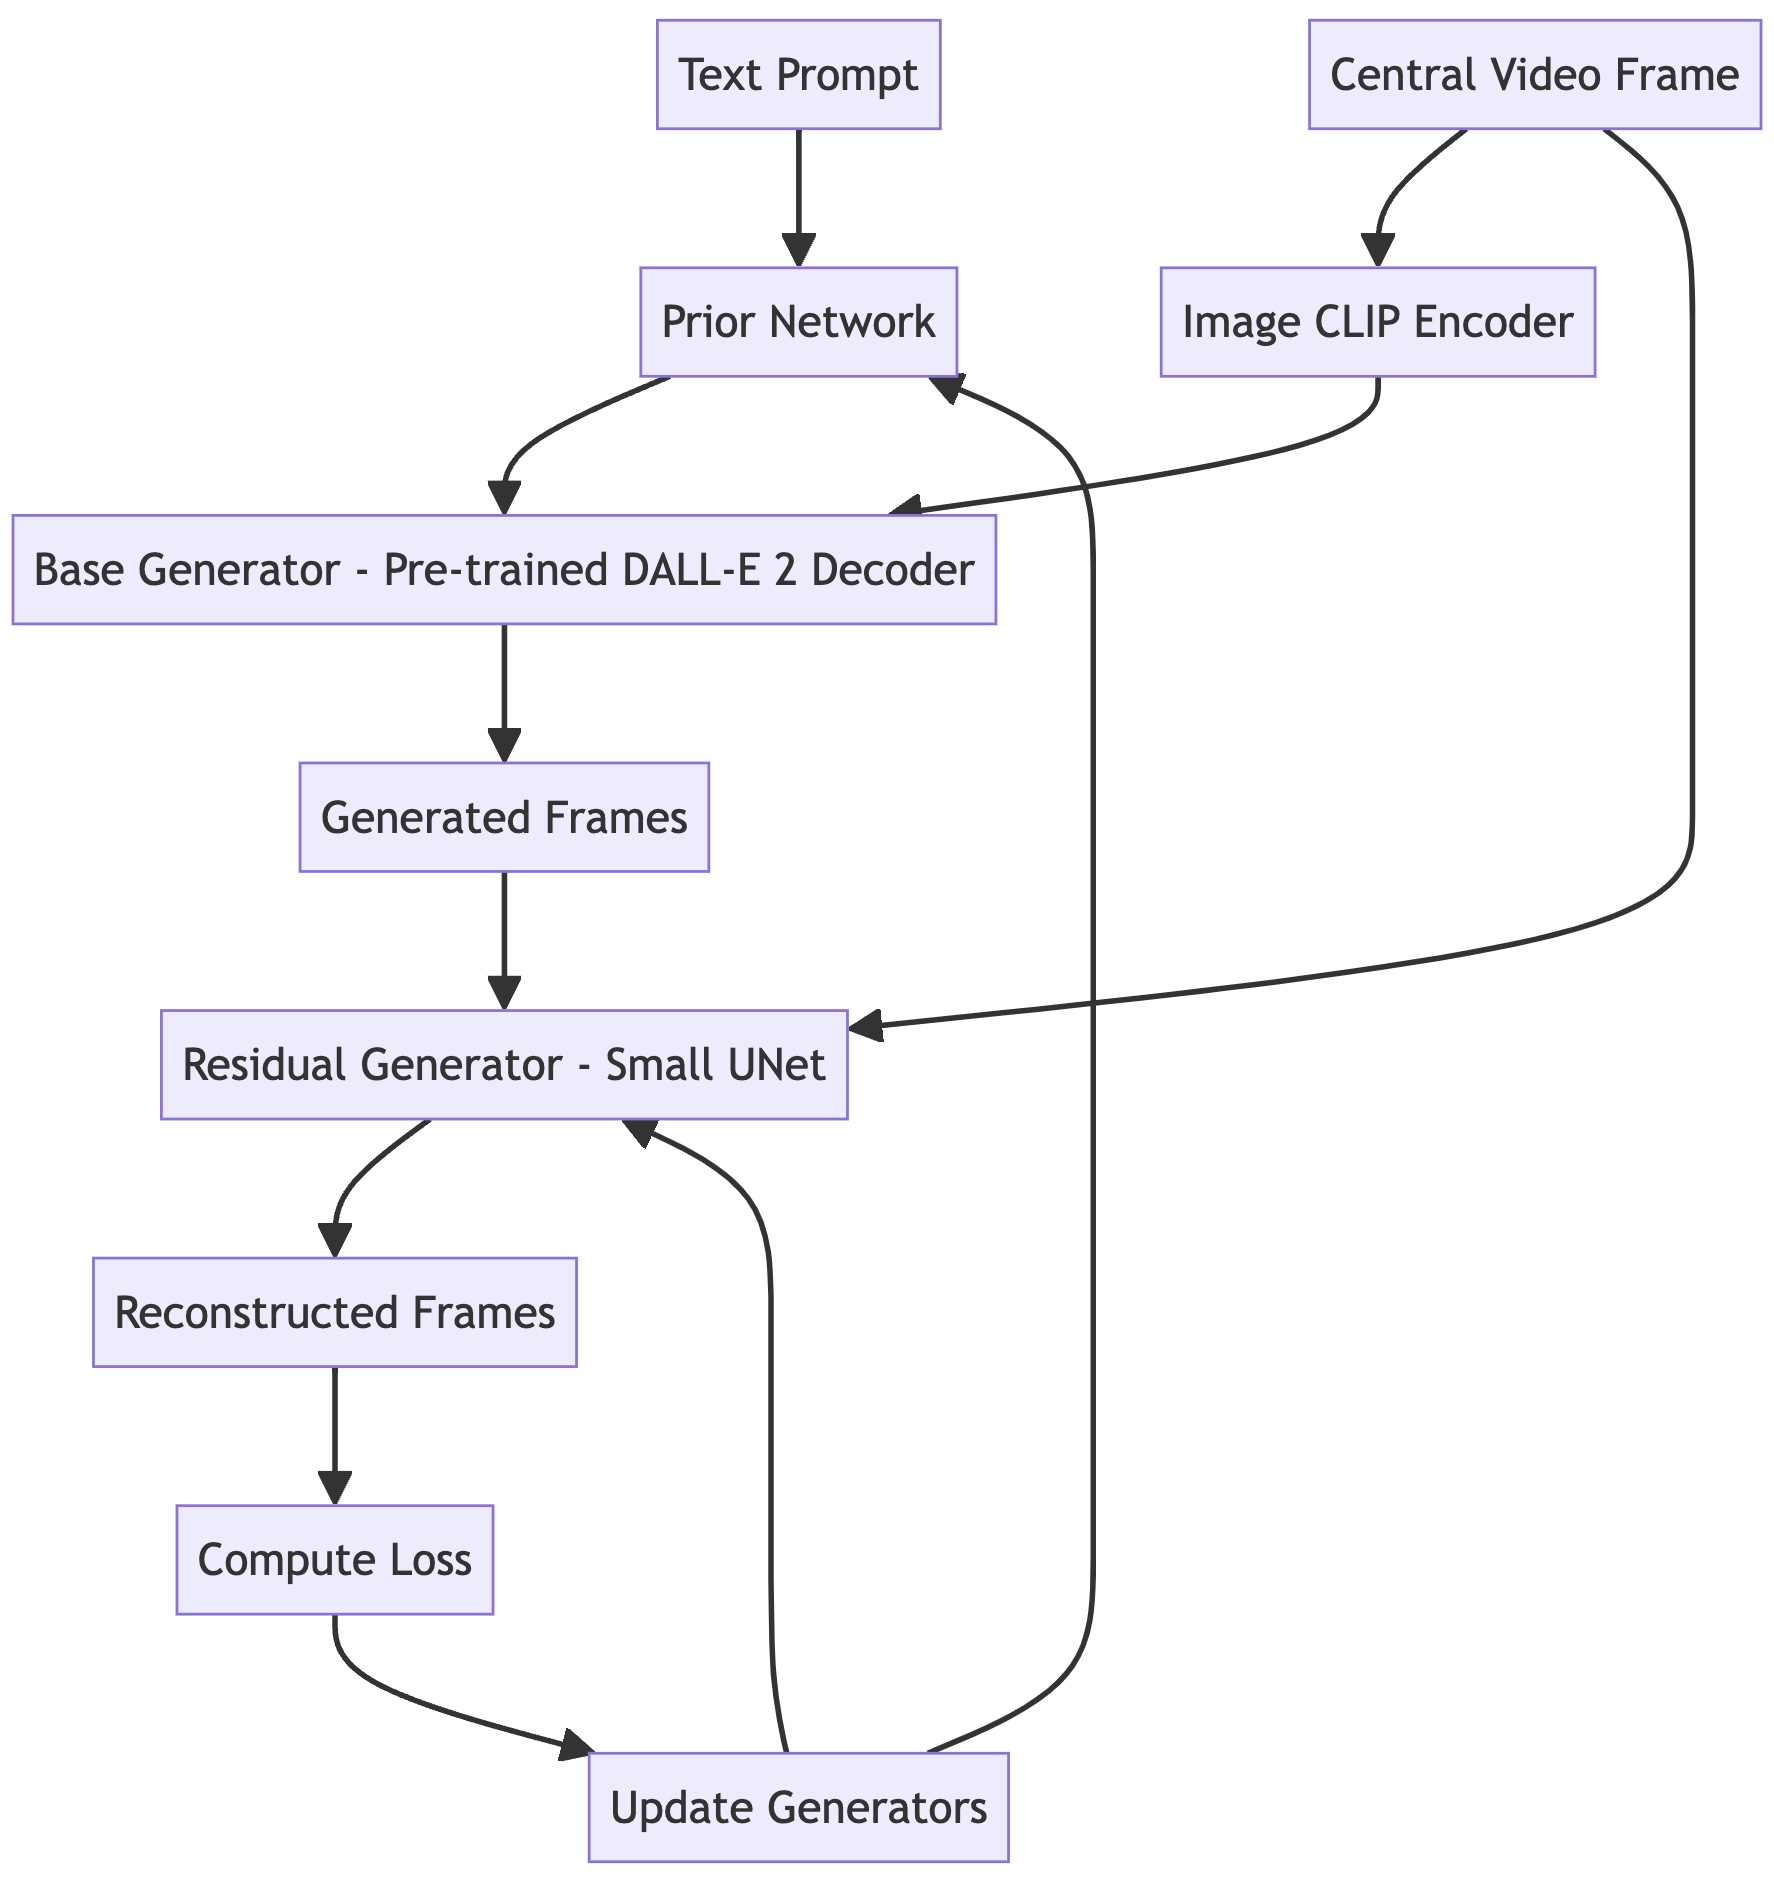 Text Prompt
Central Video Frame
Prior Network
Image CLIP Encoder
Base Generator - Pre-trained DALL-E 2 Decoder
Generated Frames
Residual Generator - Small UNet
Reconstructed Frames
Compute Loss
Update Generators